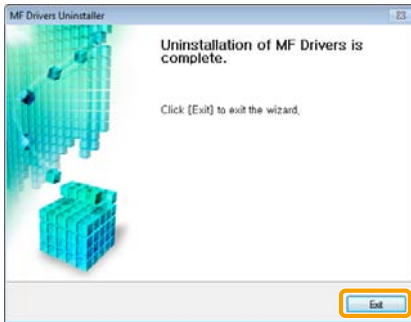 MF Drivers Uninstaller
Uninstallation of MF Drivers is
complete.
Click [Exit] to exit the wizard.
Exit